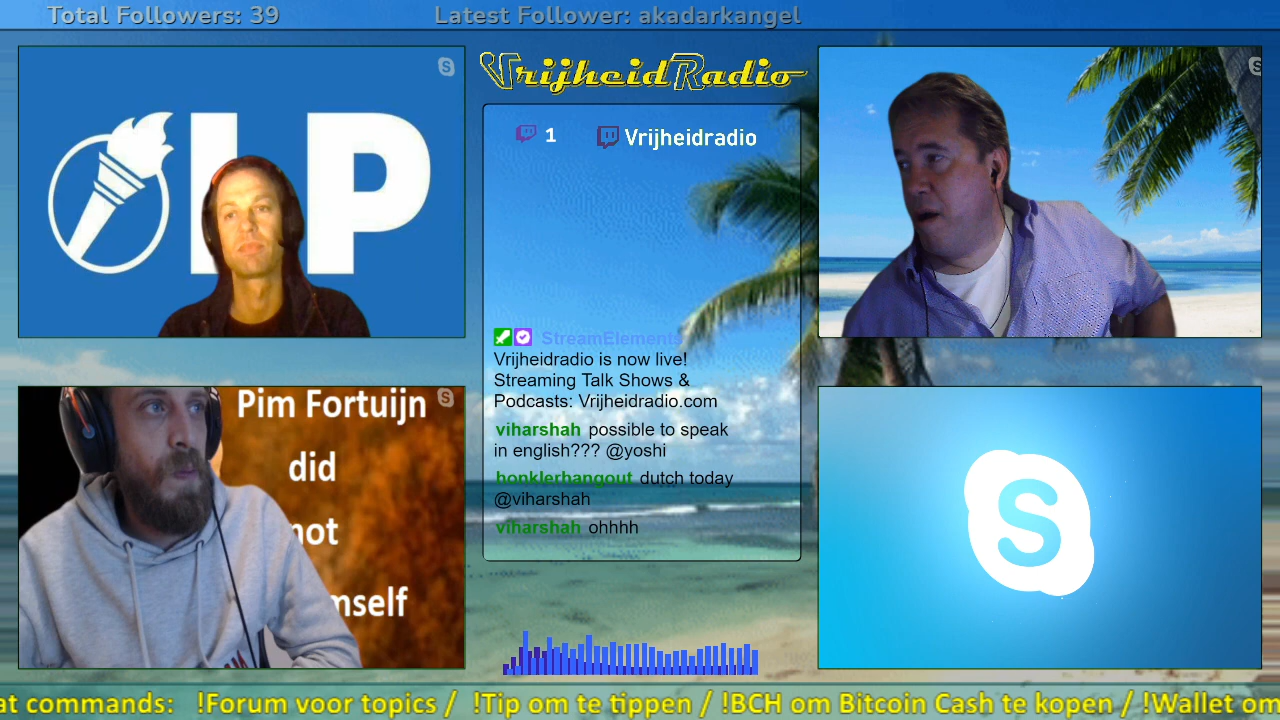 Total Followers: 39
Latest Follower: akadarkangel
LP
VrijheidRadio
1
Vrijheidradio
StreamElements
Vrijheidradio is now live!
Streaming Talk Shows &
Podcasts: Vrijheidradio.com
viharshah possible to speak
in english??? @yoshi
honklerhangout dutch today
@viharshah
viharshah ohhhh
Pim Fortuijn
did
not
mself
S
at commands: !Forum voor topics / !Tip om te tippen / !BCH om Bitcoin Cash te kopen / !Wallet om